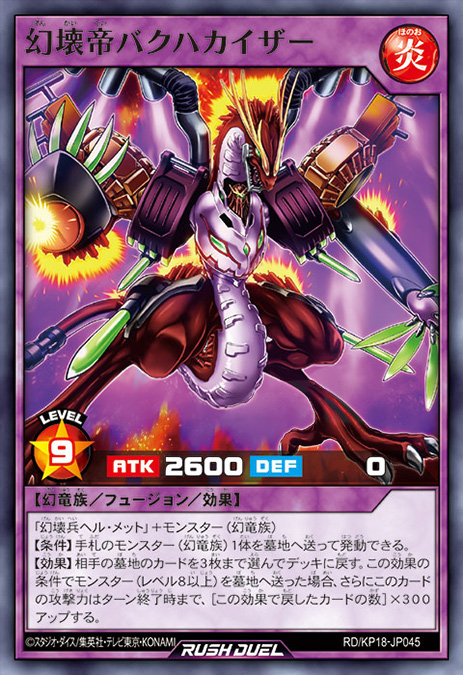 幻壊帝バクハカイザー
ほのお
炎
LEVEL
9
ATK 2600 DEF 0
【幻竜族／フュージョン／効果】
「幻壊兵ヘル・メット」＋モンスター（幻竜族）
【条件】手札のモンスター（幻竜族）1体を墓地へ送って発動できる。
【効果】相手の墓地のカードを3枚まで選んでデッキに戻す。この効果の
条件でモンスター（レベル8以上）を墓地へ送った場合、さらにこのカード
の攻撃力はターン終了時まで、［この効果で戻したカードの数］×300
アップする。
©スタジオ・ダイス/集英社・テレビ東京・KONAMI
RUSH DUEL
RD/KP18-JP045